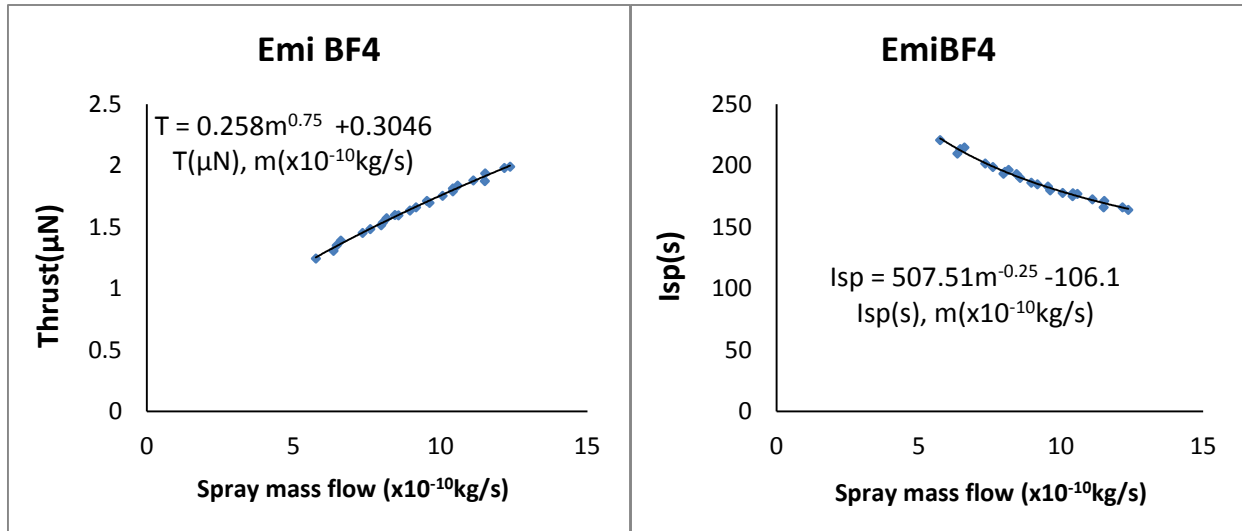 Emi BF4
2.5
2
1.5
1
0.5
0
T = 0.258m^0.75 +0.3046
T(μN), m(x10^-10kg/s)
Thrust(μN)
0 5 10 15
Spray mass flow (x10^-10kg/s)
EmiBF4
250
200
150
100
50
0
Isp = 507.51m^-0.25 -106.1
Isp(s), m(x10^-10kg/s)
Isp(s)
0 5 10 15
Spray mass flow (x10^-10kg/s)